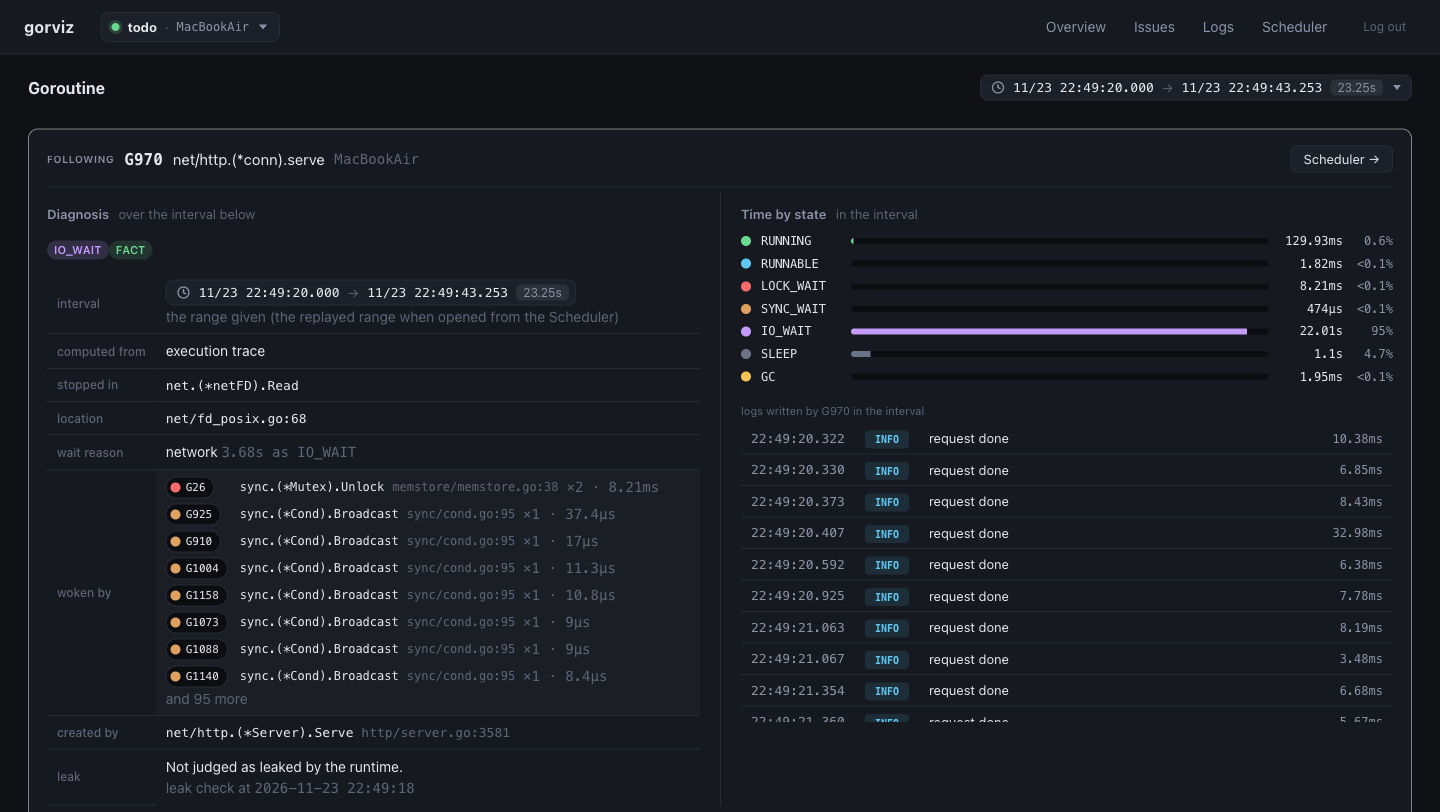 gorviz
todo · MacBookAir
Overview
Issues
Logs
Scheduler
Log out
Goroutine
11/23 22:49:20.000 → 11/23 22:49:43.253 23.25s
FOLLOWING G970 net/http.(*conn).serve MacBookAir
Scheduler →
Diagnosis over the interval below
IO_WAIT FACT
interval
11/23 22:49:20.000 → 11/23 22:49:43.253 23.25s
the range given (the replayed range when opened from the Scheduler)
computed from execution trace
stopped in net.(*netFD).Read
location net/fd_posix.go:68
wait reason network 3.68s as IO_WAIT
woken by
G26 sync.(*Mutex).Unlock memstore/memstore.go:38 ×2 · 8.21ms
G925 sync.(*Cond).Broadcast sync/cond.go:95 ×1 · 37.4µs
G910 sync.(*Cond).Broadcast sync/cond.go:95 ×1 · 17µs
G1004 sync.(*Cond).Broadcast sync/cond.go:95 ×1 · 11.3µs
G1158 sync.(*Cond).Broadcast sync/cond.go:95 ×1 · 10.8µs
G1073 sync.(*Cond).Broadcast sync/cond.go:95 ×1 · 9µs
G1088 sync.(*Cond).Broadcast sync/cond.go:95 ×1 · 9µs
G1140 sync.(*Cond).Broadcast sync/cond.go:95 ×1 · 8.4µs
and 95 more
created by net/http.(*Server).Serve http/server.go:3581
leak
Not judged as leaked by the runtime.
leak check at 2026-11-23 22:49:18
Time by state in the interval
RUNNING 129.93ms 0.6%
RUNNABLE 1.82ms <0.1%
LOCK_WAIT 8.21ms <0.1%
SYNC_WAIT 474µs <0.1%
IO_WAIT 22.01s 95%
SLEEP 1.1s 4.7%
GC 1.95ms <0.1%
logs written by G970 in the interval
22:49:20.322 INFO request done 10.38ms
22:49:20.330 INFO request done 6.85ms
22:49:20.373 INFO request done 8.43ms
22:49:20.407 INFO request done 32.98ms
22:49:20.592 INFO request done 6.38ms
22:49:20.925 INFO request done 7.78ms
22:49:21.063 INFO request done 8.19ms
22:49:21.067 INFO request done 3.48ms
22:49:21.354 INFO request done 6.68ms
22:49:21.360 INFO request done 5.67ms